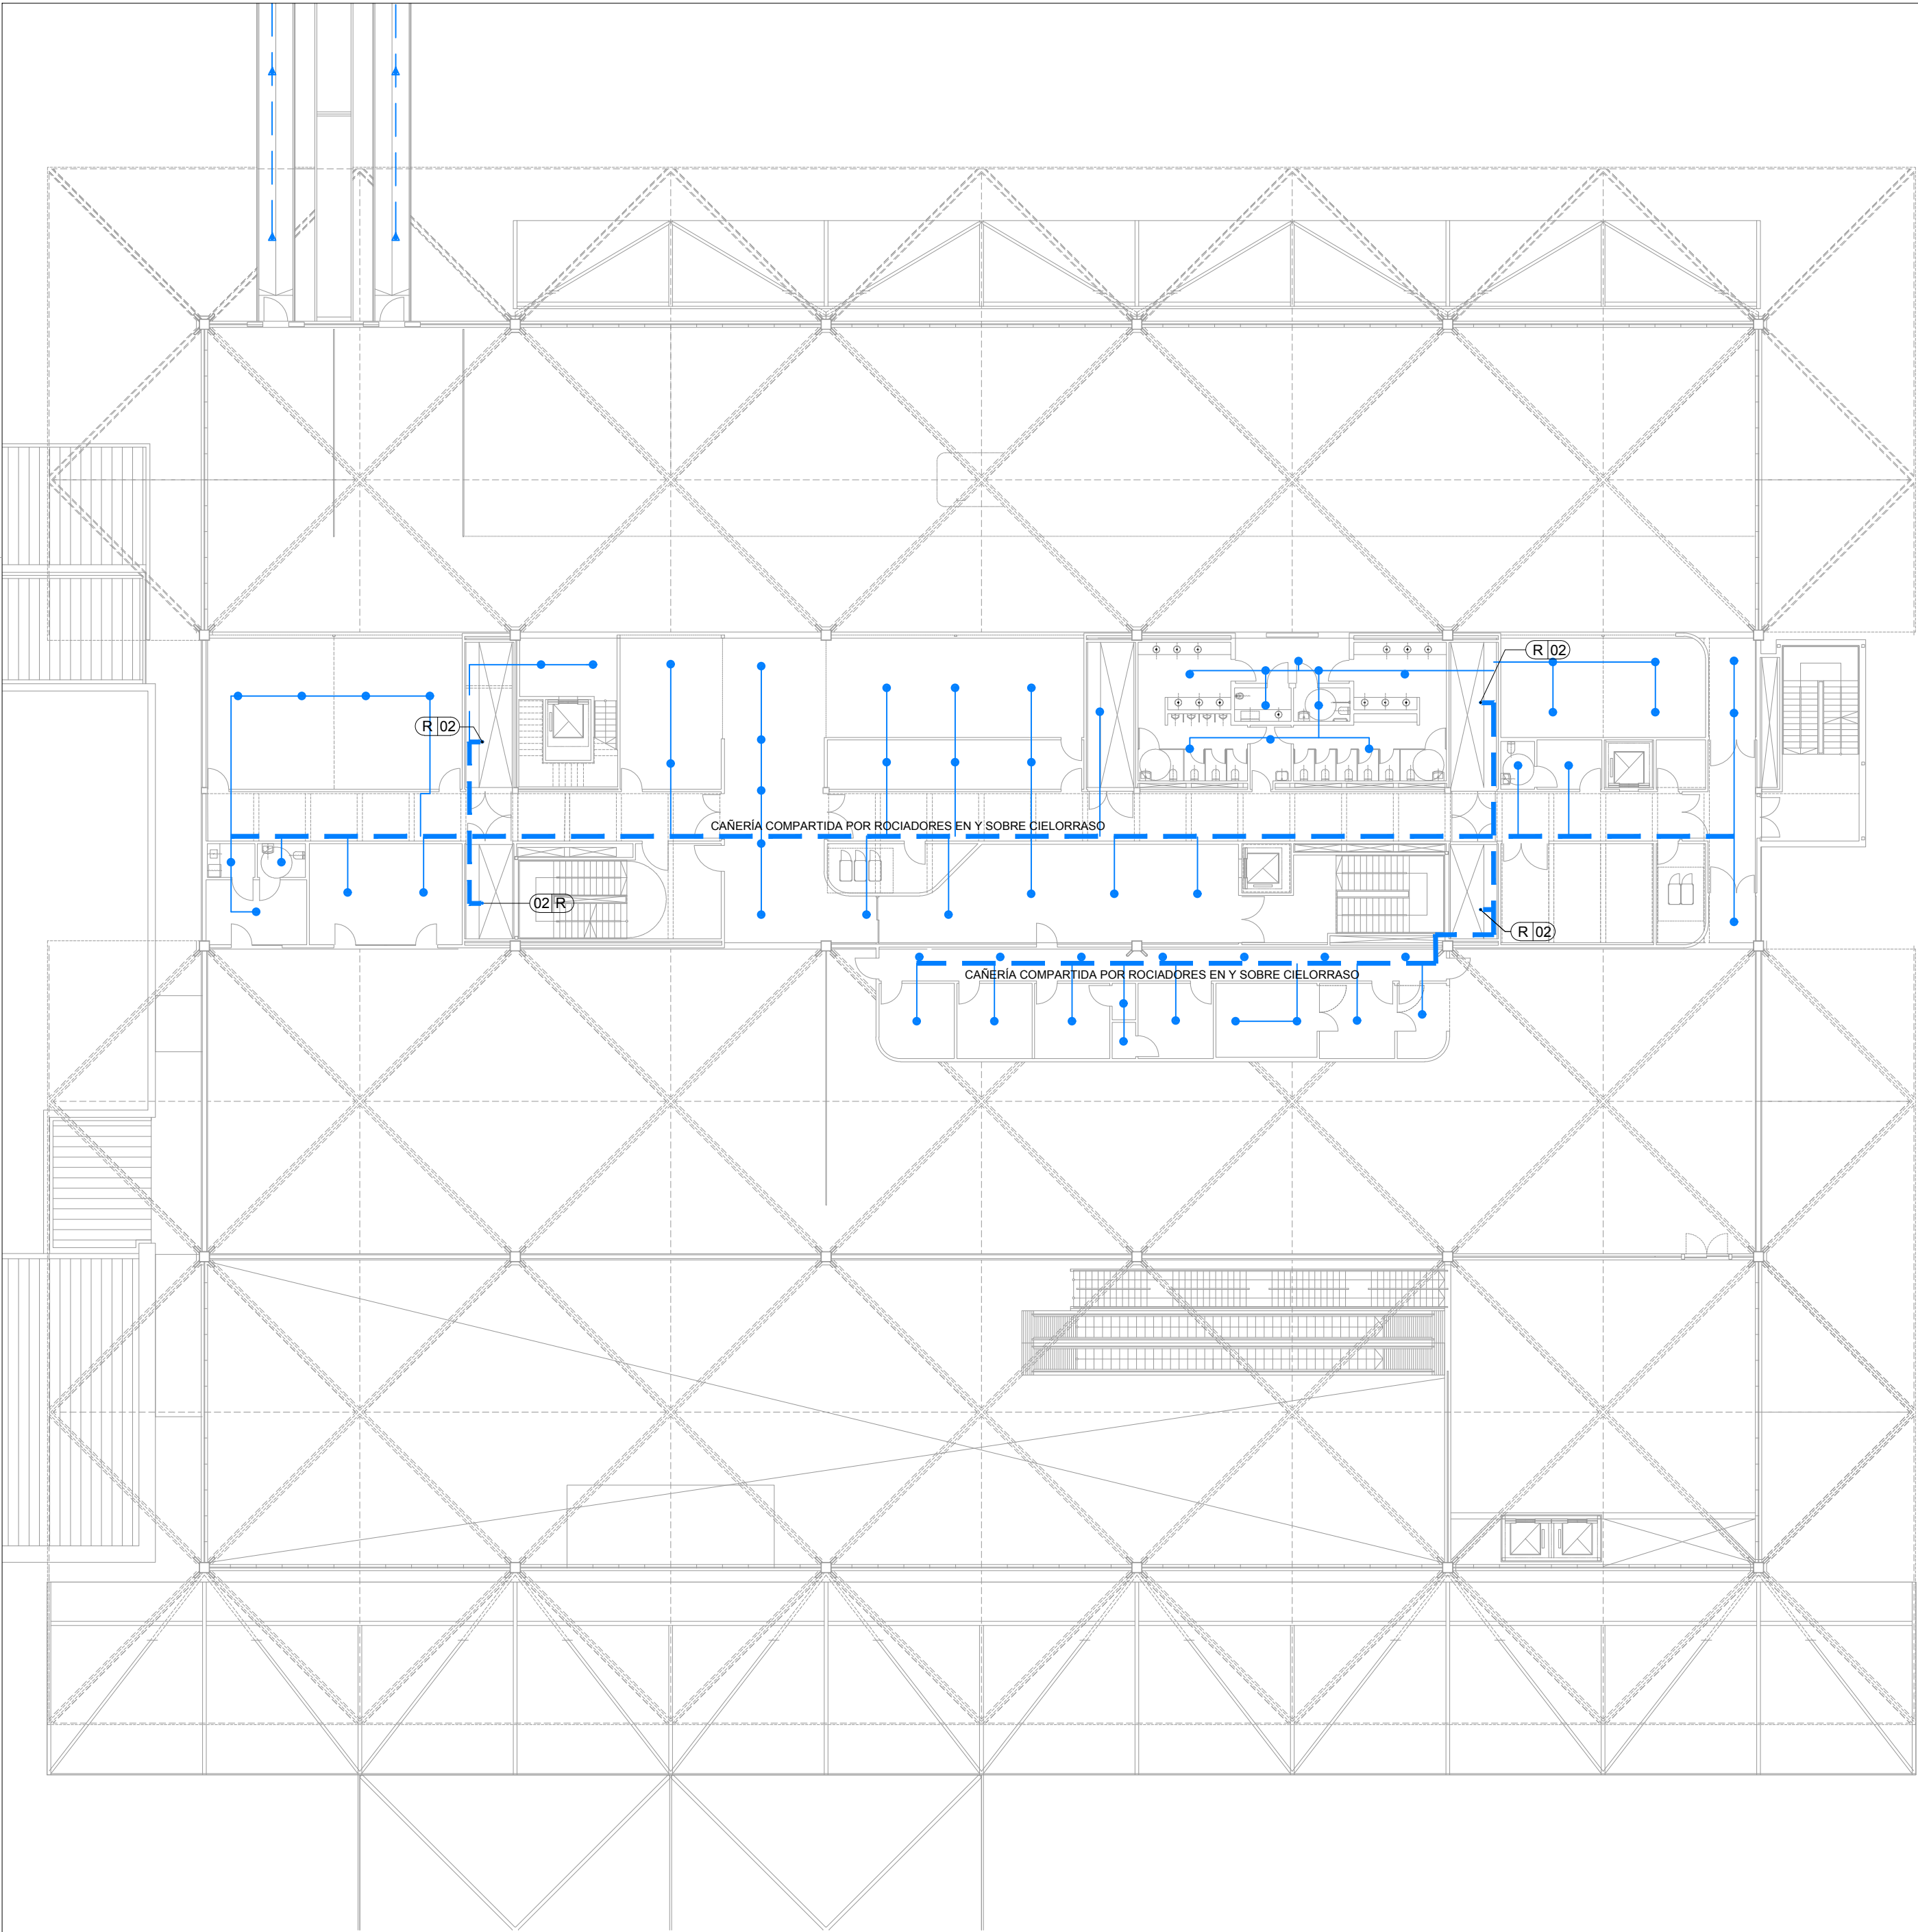 R 02
R 02
CAÑERÍA COMPARTIDA POR ROCIADORES EN Y SOBRE CIELORRASO
02 R
R 02
CAÑERÍA COMPARTIDA POR ROCIADORES EN Y SOBRE CIELORRASO